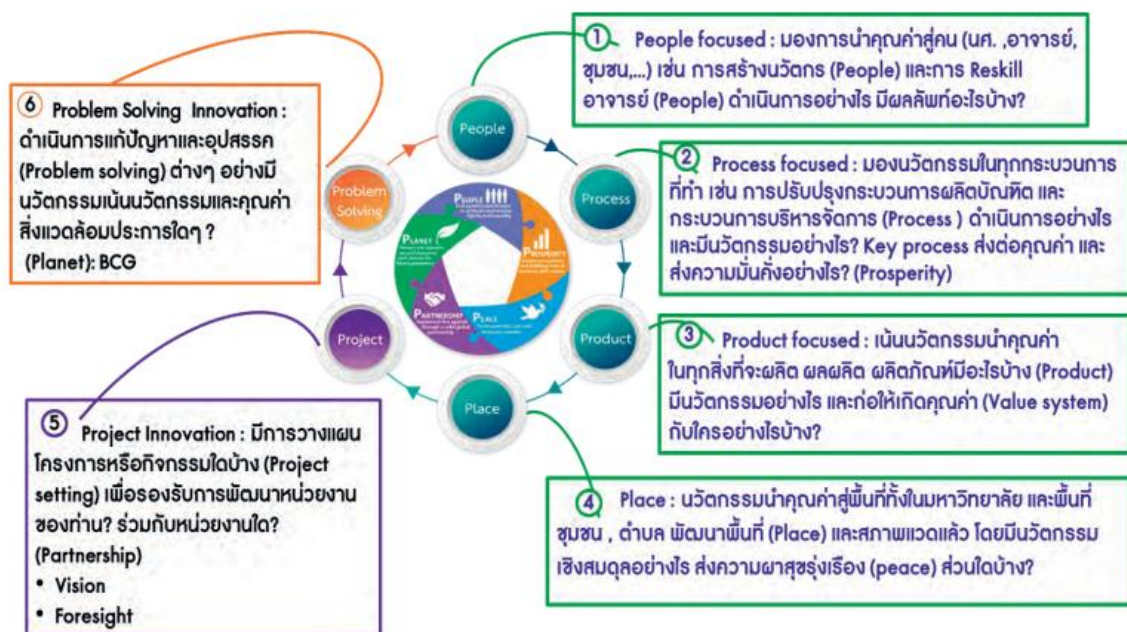 ① People focused : มองการนำคุณค่าสู่คน (นศ. ,อาจารย์,
ชุมชน,...) เช่น การสร้างนวัตกร (People) และการ Reskill
อาจารย์ (People) ดำเนินการอย่างไร มีผลลัพท์อะไรบ้าง?
② Process focused : มองนวัตกรรมในทุกกระบวนการ
ที่ทำ เช่น การปรับปรุงกระบวนการผลิตบัณฑิต และ
กระบวนการบริหารจัดการ (Process ) ดำเนินการอย่างไร
และมีนวัตกรรมอย่างไร? Key process ส่งต่อคุณค่า และ
ส่งความมั่นคั่งอย่างไร? (Prosperity)
③ Product focused : เน้นนวัตกรรมนำคุณค่า
ในทุกสิ่งที่จะผลิต ผลผลิต ผลิตภัณฑ์มีอะไรบ้าง (Product)
มีนวัตกรรมอย่างไร และก่อให้เกิดคุณค่า (Value system)
กับใครอย่างไรบ้าง?
④ Place : นวัตกรรมนำคุณค่าสู่พื้นที่ทั้งในมหาวิทยาลัย และพื้นที่
ชุมชน , ตำบล พัฒนาพื้นที่ (Place) และสภาพแวดแล้ว โดยมีนวัตกรรม
เชิงสมดุลอย่างไร ส่งความผาสุขรุ่งเรือง (peace) ส่วนใดบ้าง?
⑤ Project Innovation : มีการวางแผน
โครงการหรือกิจกรรมใดบ้าง (Project
setting) เพื่อรองรับการพัฒนาหน่วยงาน
ของท่าน? ร่วมกับหน่วยงานใด?
(Partnership)
• Vision
• Foresight
⑥ Problem Solving Innovation :
ดำเนินการแก้ปัญหาและอุปสรรค
(Problem solving) ต่างๆ อย่างมี
นวัตกรรมเน้นนวัตกรรมและคุณค่า
สิ่งแวดล้อมประการใดๆ ?
(Planet): BCG
People
Process
Product
Place
Project
Problem
Solving
PEOPLE
PROSPERITY
PEACE
PARTNERSHIP
PLANET